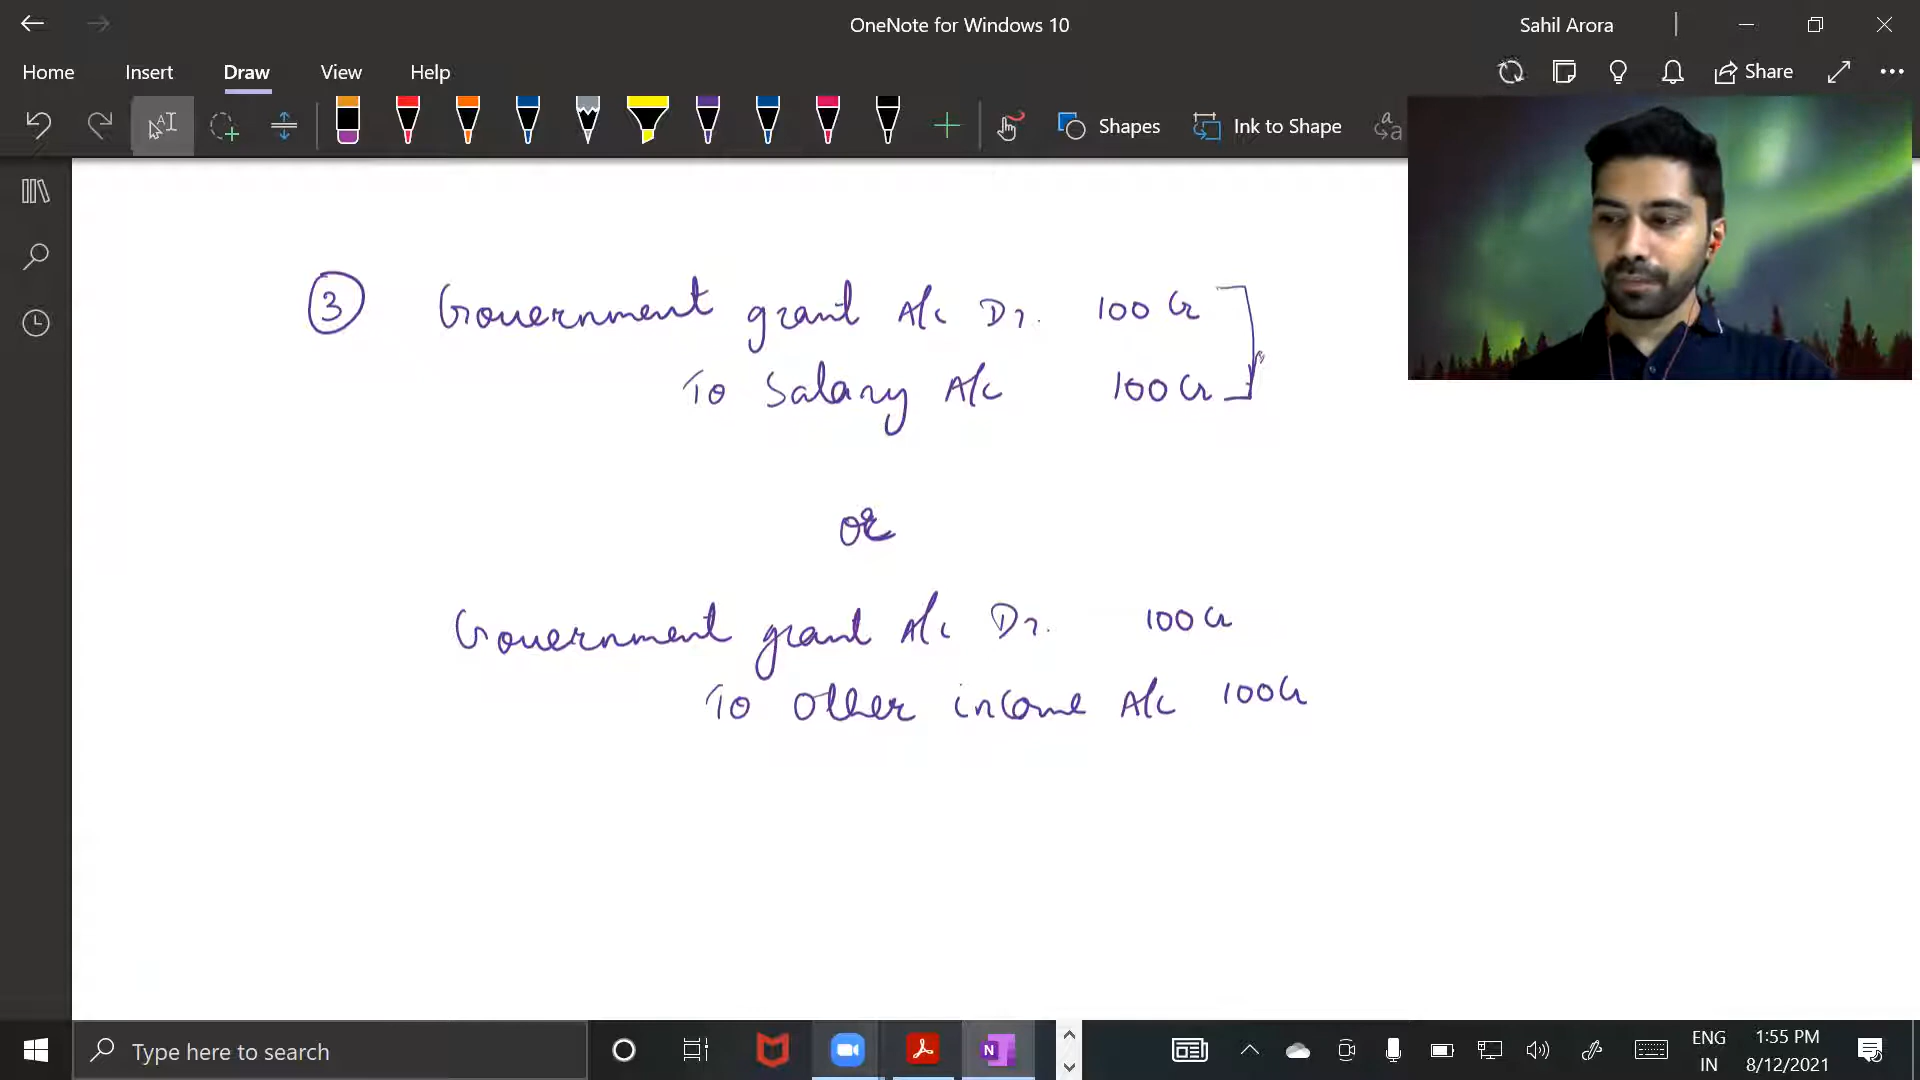 OneNote for Windows 10
Sahil Arora
Home Insert Draw View Help
Share
Shapes Ink to Shape
3 Government grant A/c Dr. 100 Cr
To Salary A/c 100 Cr
or
Government grant A/c Dr. 100 Cr
To Other income A/c 100 Cr
Type here to search
N
ENG
IN
1:55 PM
8/12/2021